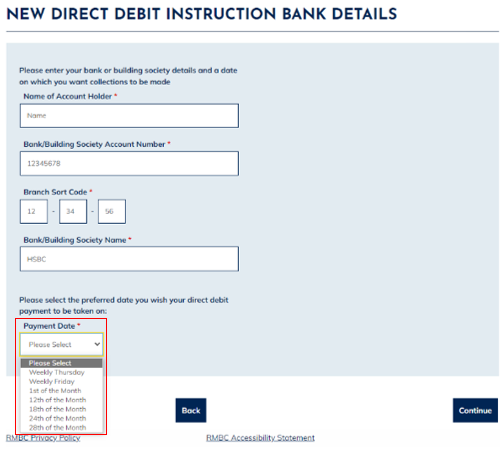 NEW DIRECT DEBIT INSTRUCTION BANK DETAILS
Please enter your bank or building society details and a date
on which you want collections to be made
Name of Account Holder *
Name
Bank/Building Society Account Number *
12345678
Branch Sort Code *
12 - 34 - 56
Bank/Building Society Name *
HSBC
Please select the preferred date you wish your direct debit
payment to be taken on:
Payment Date *
Please Select
Please Select
Weekly Thursday
Weekly Friday
1st of the Month
12th of the Month
18th of the Month
24th of the Month
28th of the Month
Back
Continue
RMBC Privacy Policy
RMBC Accessibility Statement